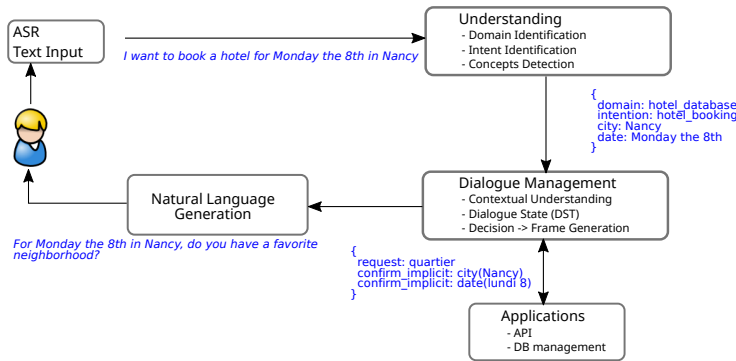 ASR
Text Input
I want to book a hotel for Monday the 8th in Nancy
Understanding
- Domain Identification
- Intent Identification
- Concepts Detection
{
domain: hotel_database
intention: hotel_booking
city: Nancy
date: Monday the 8th
}
Dialogue Management
- Contextual Understanding
- Dialogue State (DST)
- Decision -> Frame Generation
Natural Language
Generation
For Monday the 8th in Nancy, do you have a favorite
neighborhood?
{
request: quartier
confirm_implicit: city(Nancy)
confirm_implicit: date(lundi 8)
}
Applications
- API
- DB management